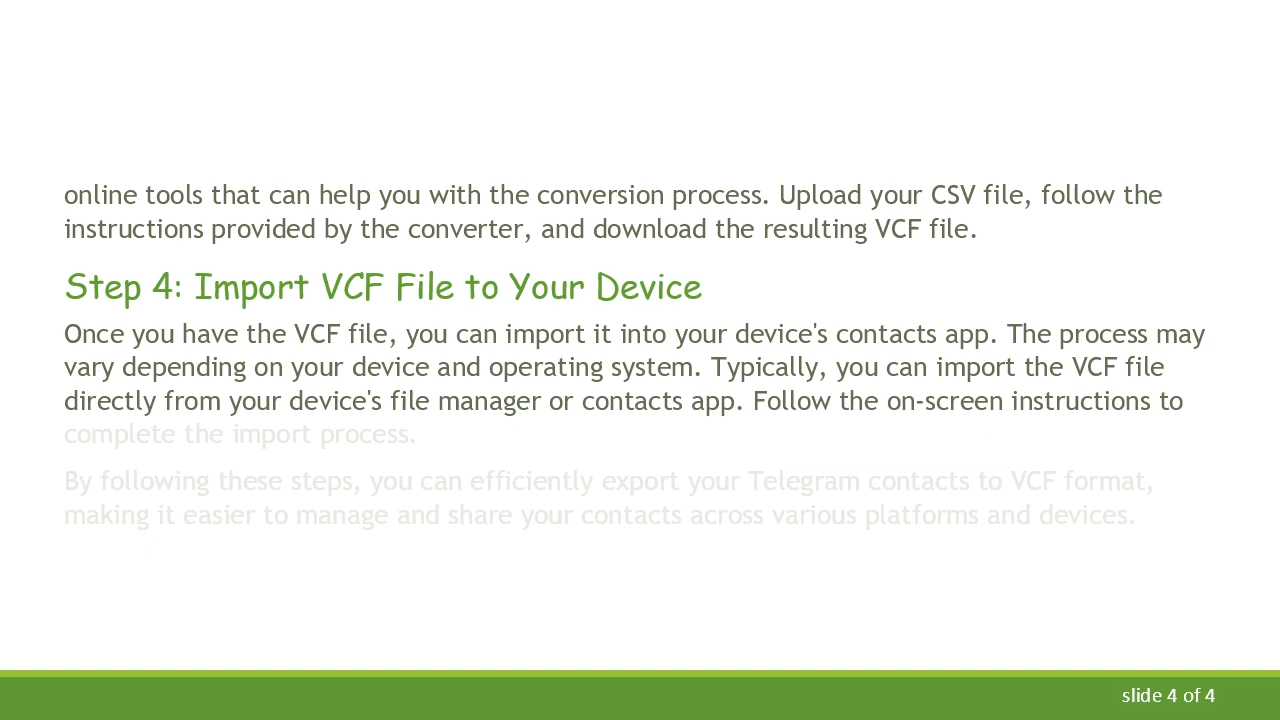 online tools that can help you with the conversion process. Upload your CSV file, follow the
instructions provided by the converter, and download the resulting VCF file.
Step 4: Import VCF File to Your Device
Once you have the VCF file, you can import it into your device's contacts app. The process may
vary depending on your device and operating system. Typically, you can import the VCF file
directly from your device's file manager or contacts app. Follow the on-screen instructions to
complete the import process.
By following these steps, you can efficiently export your Telegram contacts to VCF format,
making it easier to manage and share your contacts across various platforms and devices.
slide 4 of 4